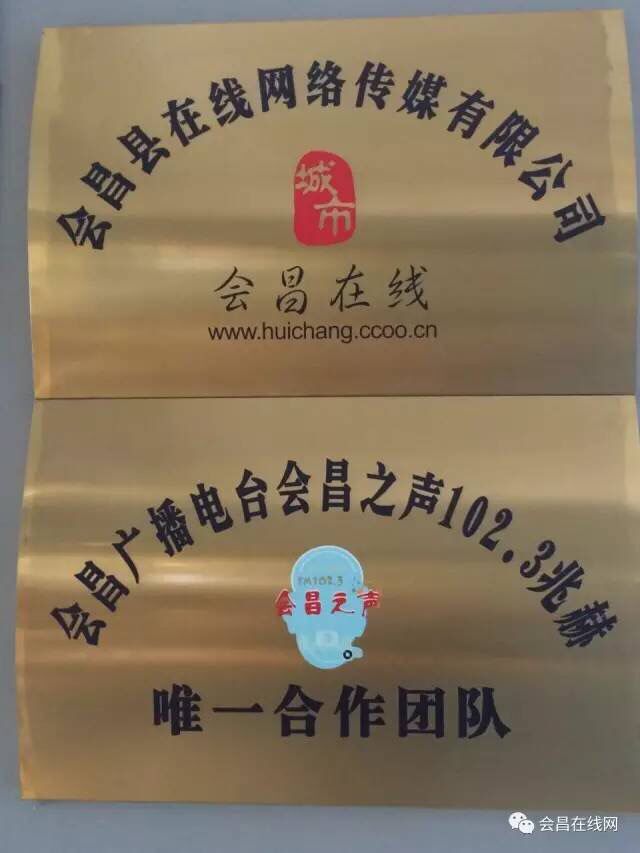 会昌县在线网络传媒有限公司
城市
会昌在线
www.huichang.ccoo.cn
会昌广播电台会昌之声102.3兆赫
FM102.3
会昌之声
唯一合作团队
会昌在线网